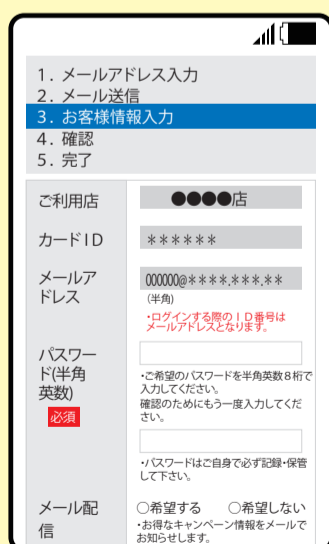 1. メールアドレス入力
2. メール送信
3. お客様情報入力
4. 確認
5. 完了
ご利用店
●●●●店
カードID
******
メールア
ドレス
000000@****.***.**
(半角)
・ログインする際のID番号は
メールアドレスとなります。
パスワー
ド(半角
英数)
必須
・ご希望のパスワードを半角英数8桁で
入力してください。
確認のためにもう一度入力してくだ
さい。
・パスワードはご自身で必ず記録・保管
して下さい。
メール配
信
○希望する ○希望しない
・お得なキャンペーン情報をメールで
お知らせします。